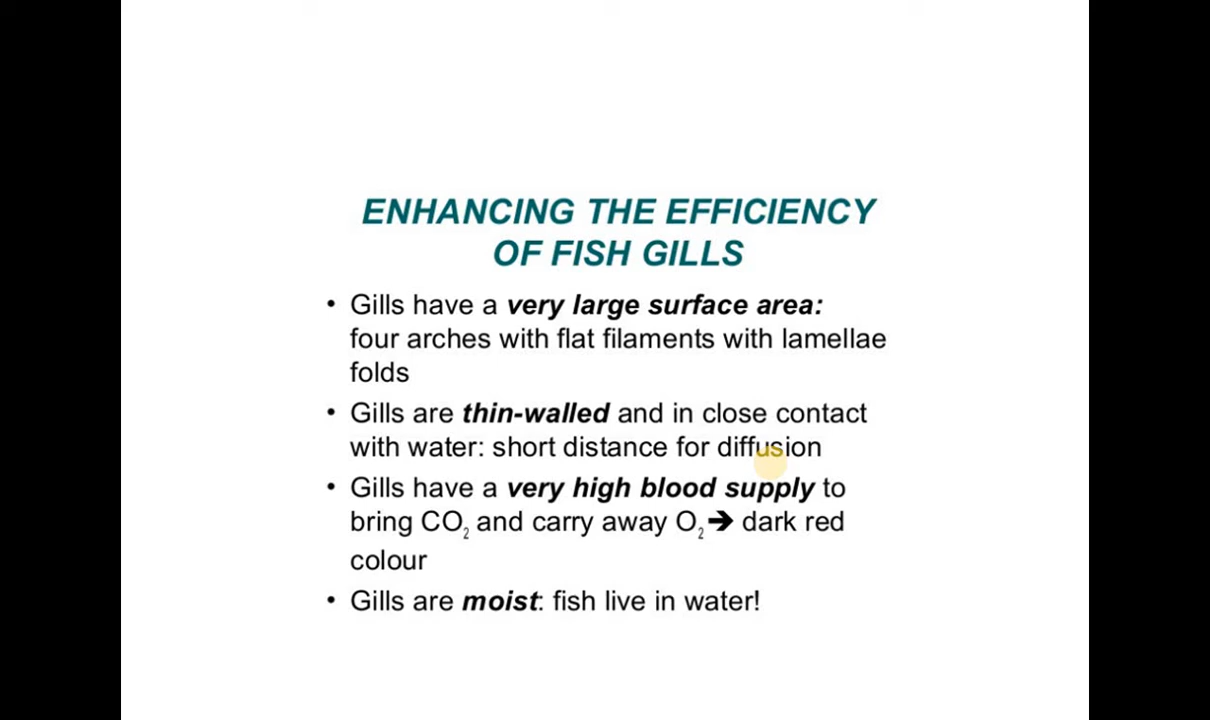 ENHANCING THE EFFICIENCY
OF FISH GILLS
• Gills have a very large surface area:
four arches with flat filaments with lamellae
folds
• Gills are thin-walled and in close contact
with water: short distance for diffusion
• Gills have a very high blood supply to
bring CO₂ and carry away O₂ ➔ dark red
colour
• Gills are moist: fish live in water!